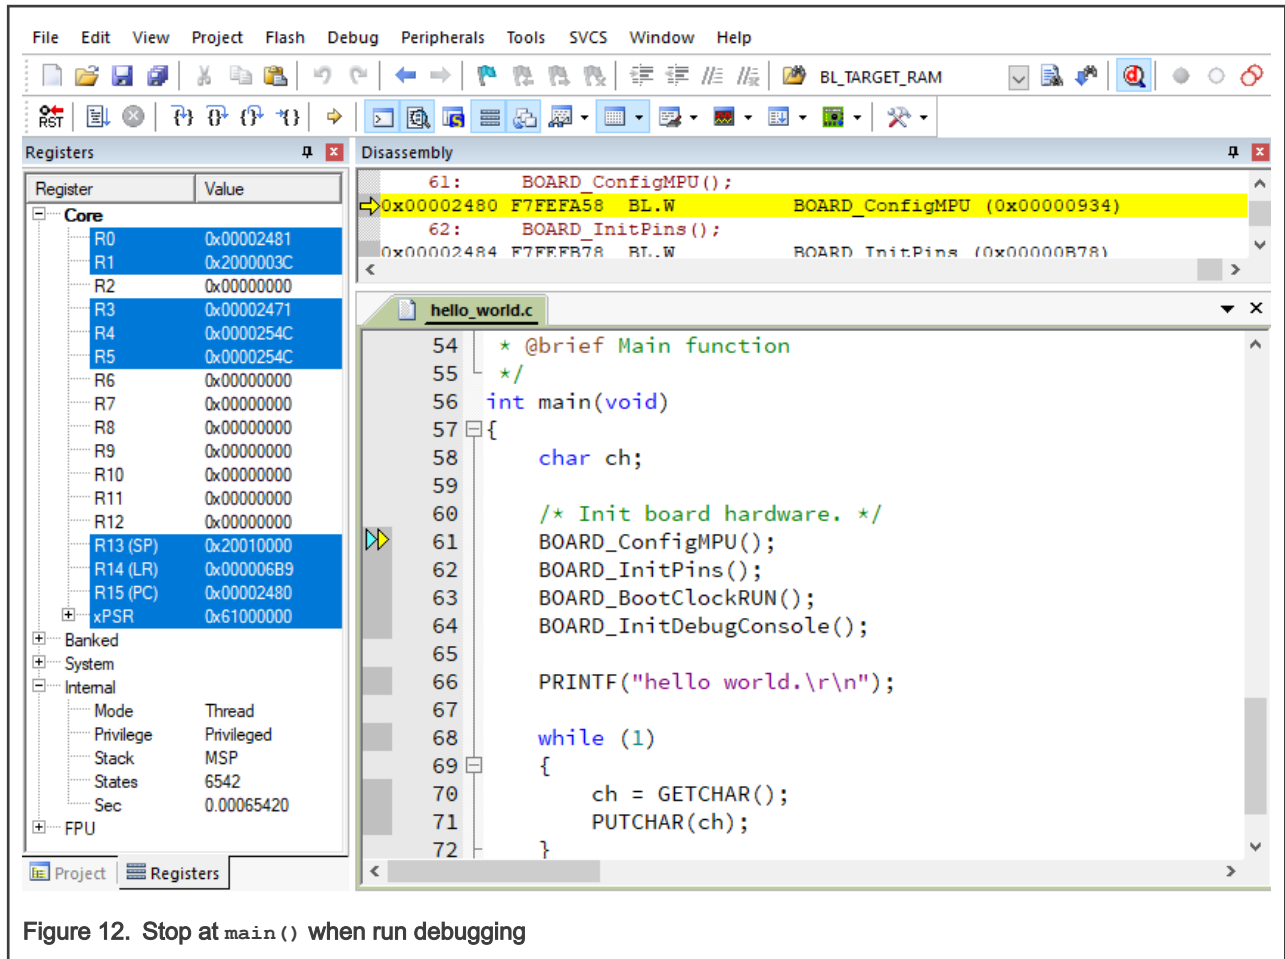 File Edit View Project Flash Debug Peripherals Tools SVCS Window Help
BL_TARGET_RAM
RST
Registers
Register Value
Core
R0 0x00002481
R1 0x2000003C
R2 0x00000000
R3 0x00002471
R4 0x0000254C
R5 0x0000254C
R6 0x00000000
R7 0x00000000
R8 0x00000000
R9 0x00000000
R10 0x00000000
R11 0x00000000
R12 0x00000000
R13 (SP) 0x20010000
R14 (LR) 0x000006B9
R15 (PC) 0x00002480
xPSR 0x61000000
Banked
System
Internal
Mode Thread
Privilege Privileged
Stack MSP
States 6542
Sec 0.00065420
FPU
Project Registers
Disassembly
61: BOARD_ConfigMPU();
0x00002480 F7FEFA58 BL.W BOARD_ConfigMPU (0x00000934)
62: BOARD_InitPins();
0x00002484 F7FEFB78 BL.W BOARD_InitPins (0x00000B78)
hello_world.c
54 * @brief Main function
55 */
56 int main(void)
57 {
58 char ch;
59
60 /* Init board hardware. */
61 BOARD_ConfigMPU();
62 BOARD_InitPins();
63 BOARD_BootClockRUN();
64 BOARD_InitDebugConsole();
65
66 PRINTF("hello world.\r\n");
67
68 while (1)
69 {
70 ch = GETCHAR();
71 PUTCHAR(ch);
72 }
Figure 12. Stop at main() when run debugging